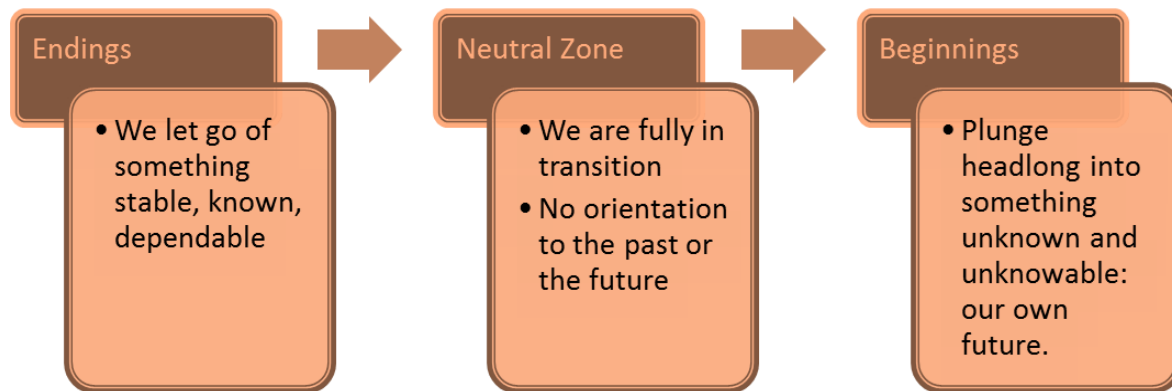 Endings
• We let go of
something
stable, known,
dependable
Neutral Zone
• We are fully in
transition
• No orientation
to the past or
the future
Beginnings
• Plunge
headlong into
something
unknown and
unknowable:
our own
future.